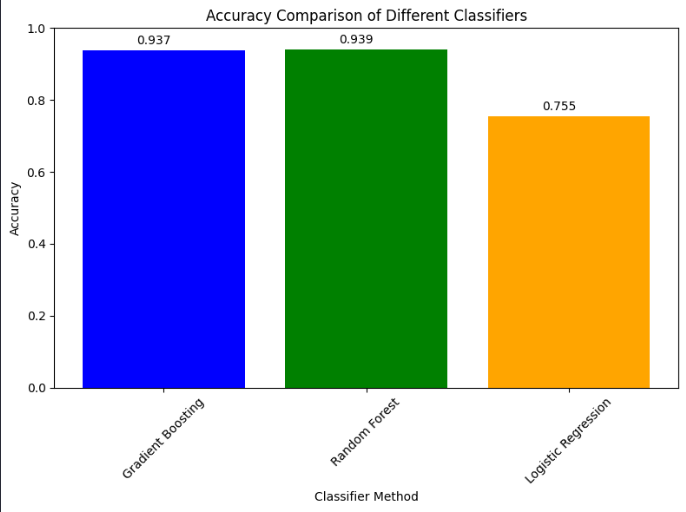 Accuracy Comparison of Different Classifiers
1.0
0.8
0.6
0.4
0.2
0.0
Accuracy
0.937
0.939
0.755
Gradient Boosting
Random Forest
Logistic Regression
Classifier Method